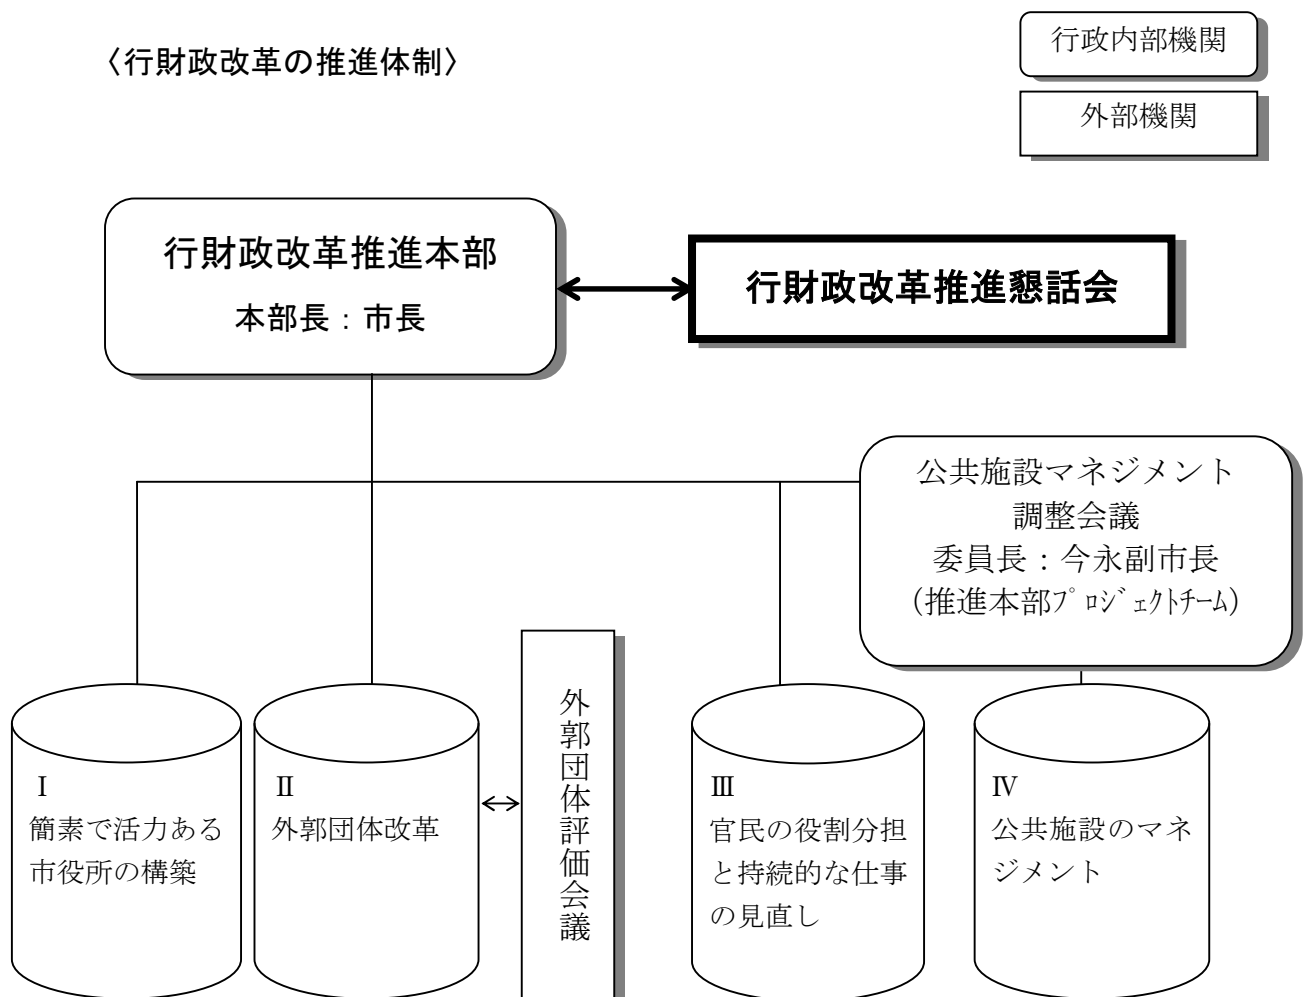 〈行財政改革の推進体制〉
行政内部機関
外部機関
行財政改革推進本部
本部長：市長
行財政改革推進懇話会
公共施設マネジメント
調整会議
委員長：今永副市長
(推進本部ﾌﾟﾛｼﾞｪｸﾄﾁｰﾑ)
Ⅰ
簡素で活力ある
市役所の構築
Ⅱ
外郭団体改革
外郭団体評価会議
Ⅲ
官民の役割分担
と持続的な仕事
の見直し
Ⅳ
公共施設のマネ
ジメント